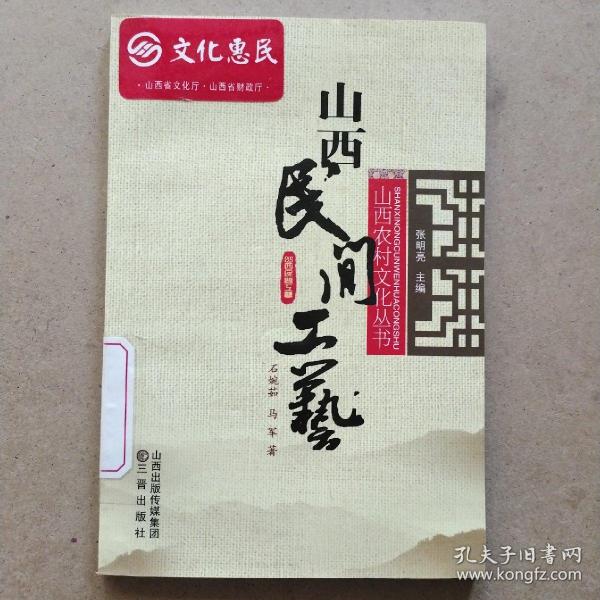 文化惠民
·山西省文化厅·山西省财政厅·
山西
民间工藝
山西农村文化丛书
SHANXINONGCUNWENHUACONGSHU
张明亮 主编
石婉茹 马军 著
山西出版传媒集团
三晋出版社
孔夫子旧书网
www.kongfz.com